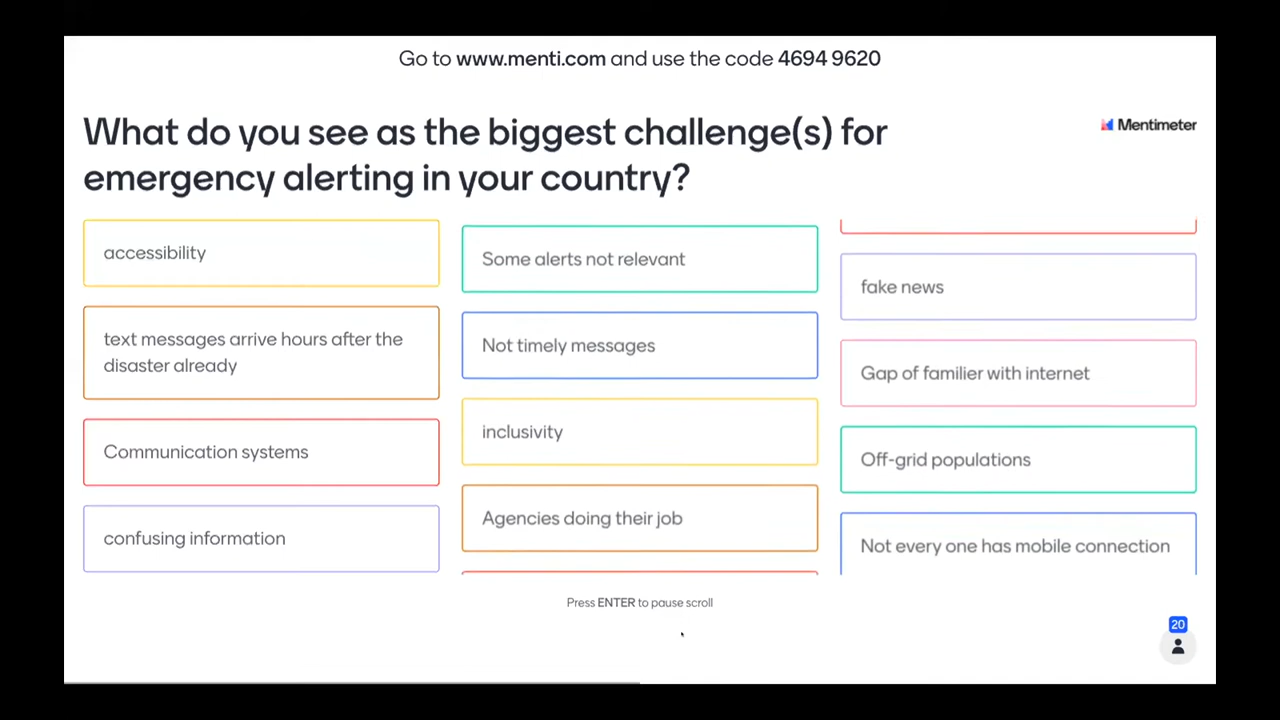 Go to www.menti.com and use the code 4694 9620
What do you see as the biggest challenge(s) for
emergency alerting in your country?
Mentimeter
accessibility
text messages arrive hours after the
disaster already
Communication systems
confusing information
Some alerts not relevant
Not timely messages
inclusivity
Agencies doing their job
fake news
Gap of familier with internet
Off-grid populations
Not every one has mobile connection
Press ENTER to pause scroll
20